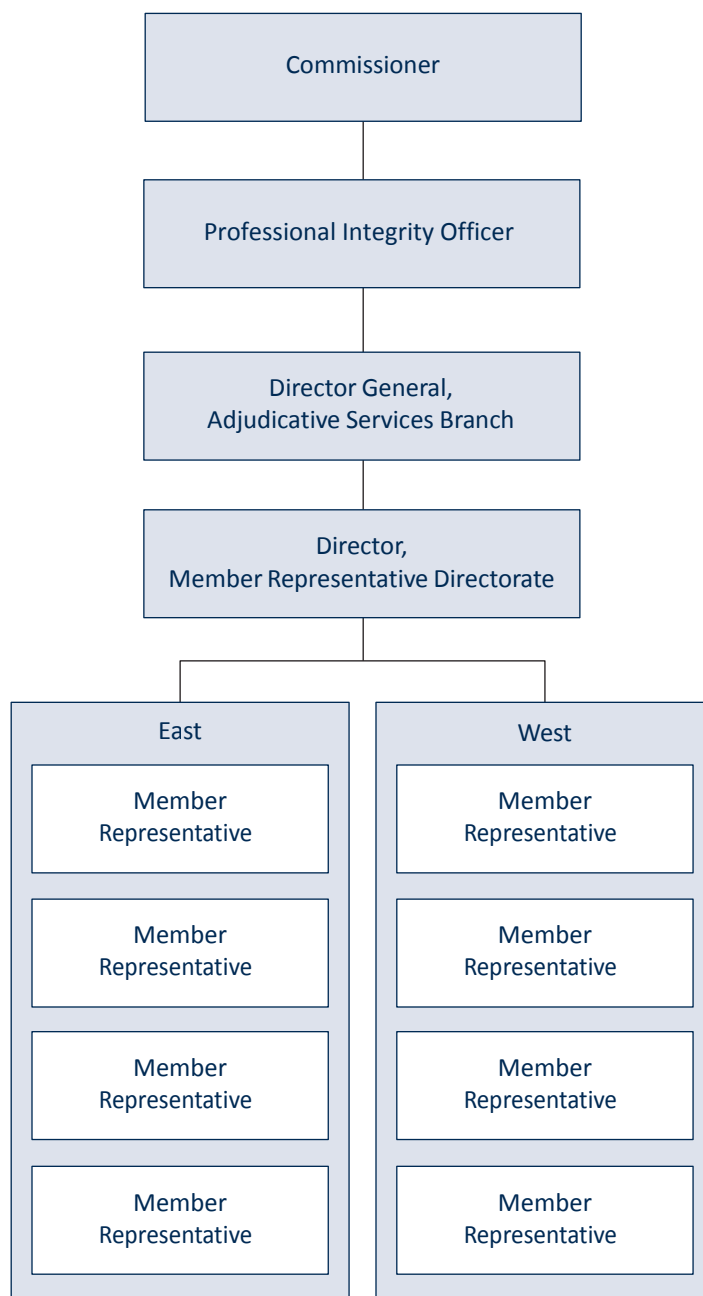 Commissioner
Professional Integrity Officer
Director General,
Adjudicative Services Branch
Director,
Member Representative Directorate
East
Member
Representative
Member
Representative
Member
Representative
Member
Representative
West
Member
Representative
Member
Representative
Member
Representative
Member
Representative